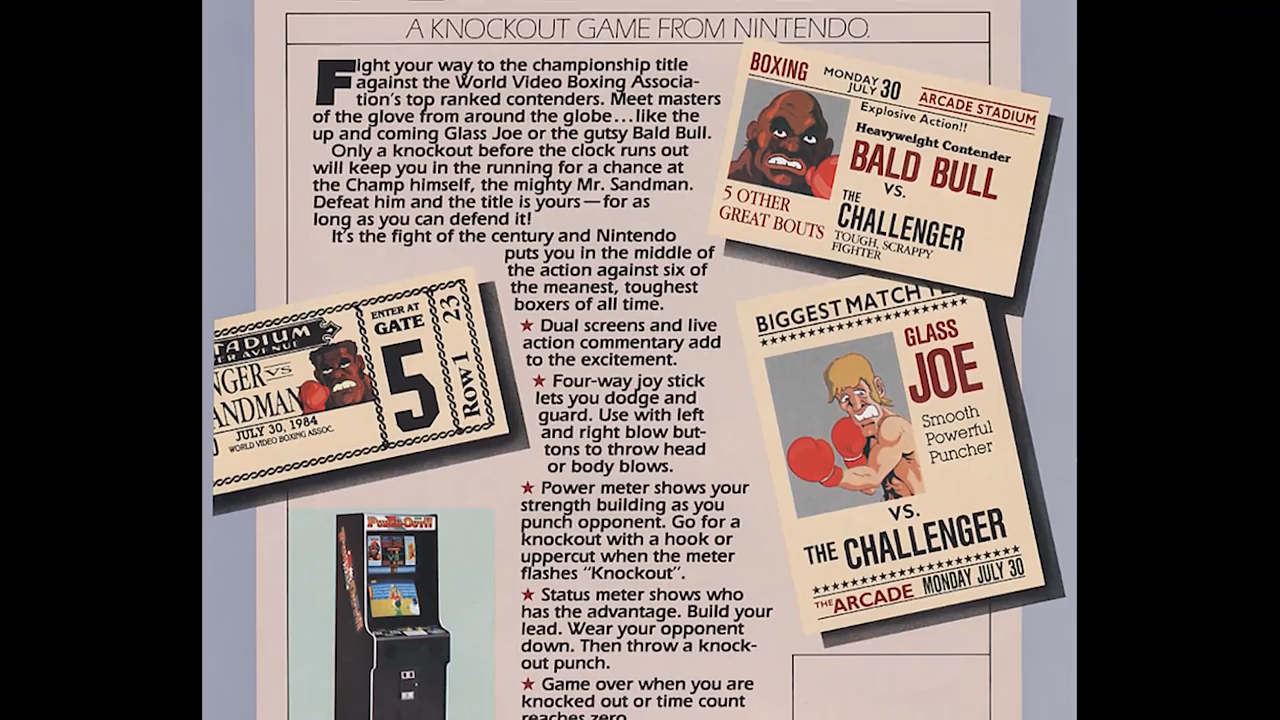 A KNOCKOUT GAME FROM NINTENDO.
Fight your way to the championship title
against the World Video Boxing Associa-
tion's top ranked contenders. Meet masters
of the glove from around the globe...like the
up and coming Glass Joe or the gutsy Bald Bull.
Only a knockout before the clock runs out
will keep you in the running for a chance at
the Champ himself, the mighty Mr. Sandman.
Defeat him and the title is yours—for as
long as you can defend it!
It's the fight of the century and Nintendo
puts you in the middle of
the action against six of
the meanest, toughest
boxers of all time.
★ Dual screens and live
action commentary add
to the excitement.
★ Four-way joy stick
lets you dodge and
guard. Use with left
and right blow but-
tons to throw head
or body blows.
★ Power meter shows your
strength building as you
punch opponent. Go for a
knockout with a hook or
uppercut when the meter
flashes "Knockout".
★ Status meter shows who
has the advantage. Build your
lead. Wear your opponent
down. Then throw a knock-
out punch.
★ Game over when you are
knocked out or time count
reaches zero.
BOXING
MONDAY
JULY 30
ARCADE STADIUM
Explosive Action!!
Heavyweight Contender
BALD BULL
VS.
THE
CHALLENGER
TOUGH, SCRAPPY
FIGHTER
5 OTHER
GREAT BOUTS
TADIUM
ER AVENUE
NGER VS
ANDMAN
JULY 30, 1984
WORLD VIDEO BOXING ASSOC.
ENTER AT
GATE
5
ROW 1 23
BIGGEST MATCH
GLASS
JOE
Smooth
Powerful
Puncher
VS.
THE CHALLENGER
THE ARCADE MONDAY JULY 30
PUNCH-OUT!!